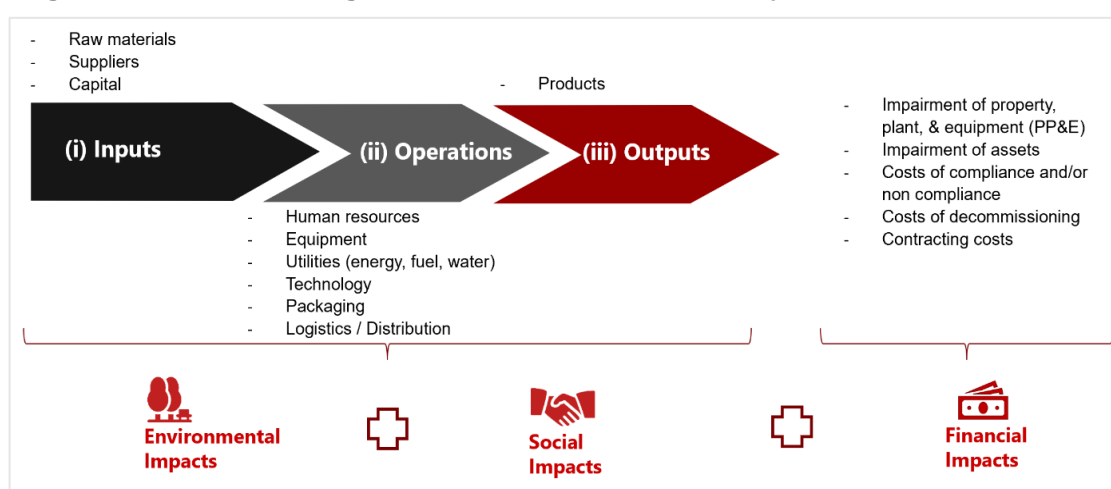 - Raw materials
- Suppliers
- Capital
- Products
(i) Inputs
(ii) Operations
(iii) Outputs
- Human resources
- Equipment
- Utilities (energy, fuel, water)
- Technology
- Packaging
- Logistics / Distribution
- Impairment of property,
plant, & equipment (PP&E)
- Impairment of assets
- Costs of compliance and/or
non compliance
- Costs of decommissioning
- Contracting costs
Environmental
Impacts
Social
Impacts
Financial
Impacts